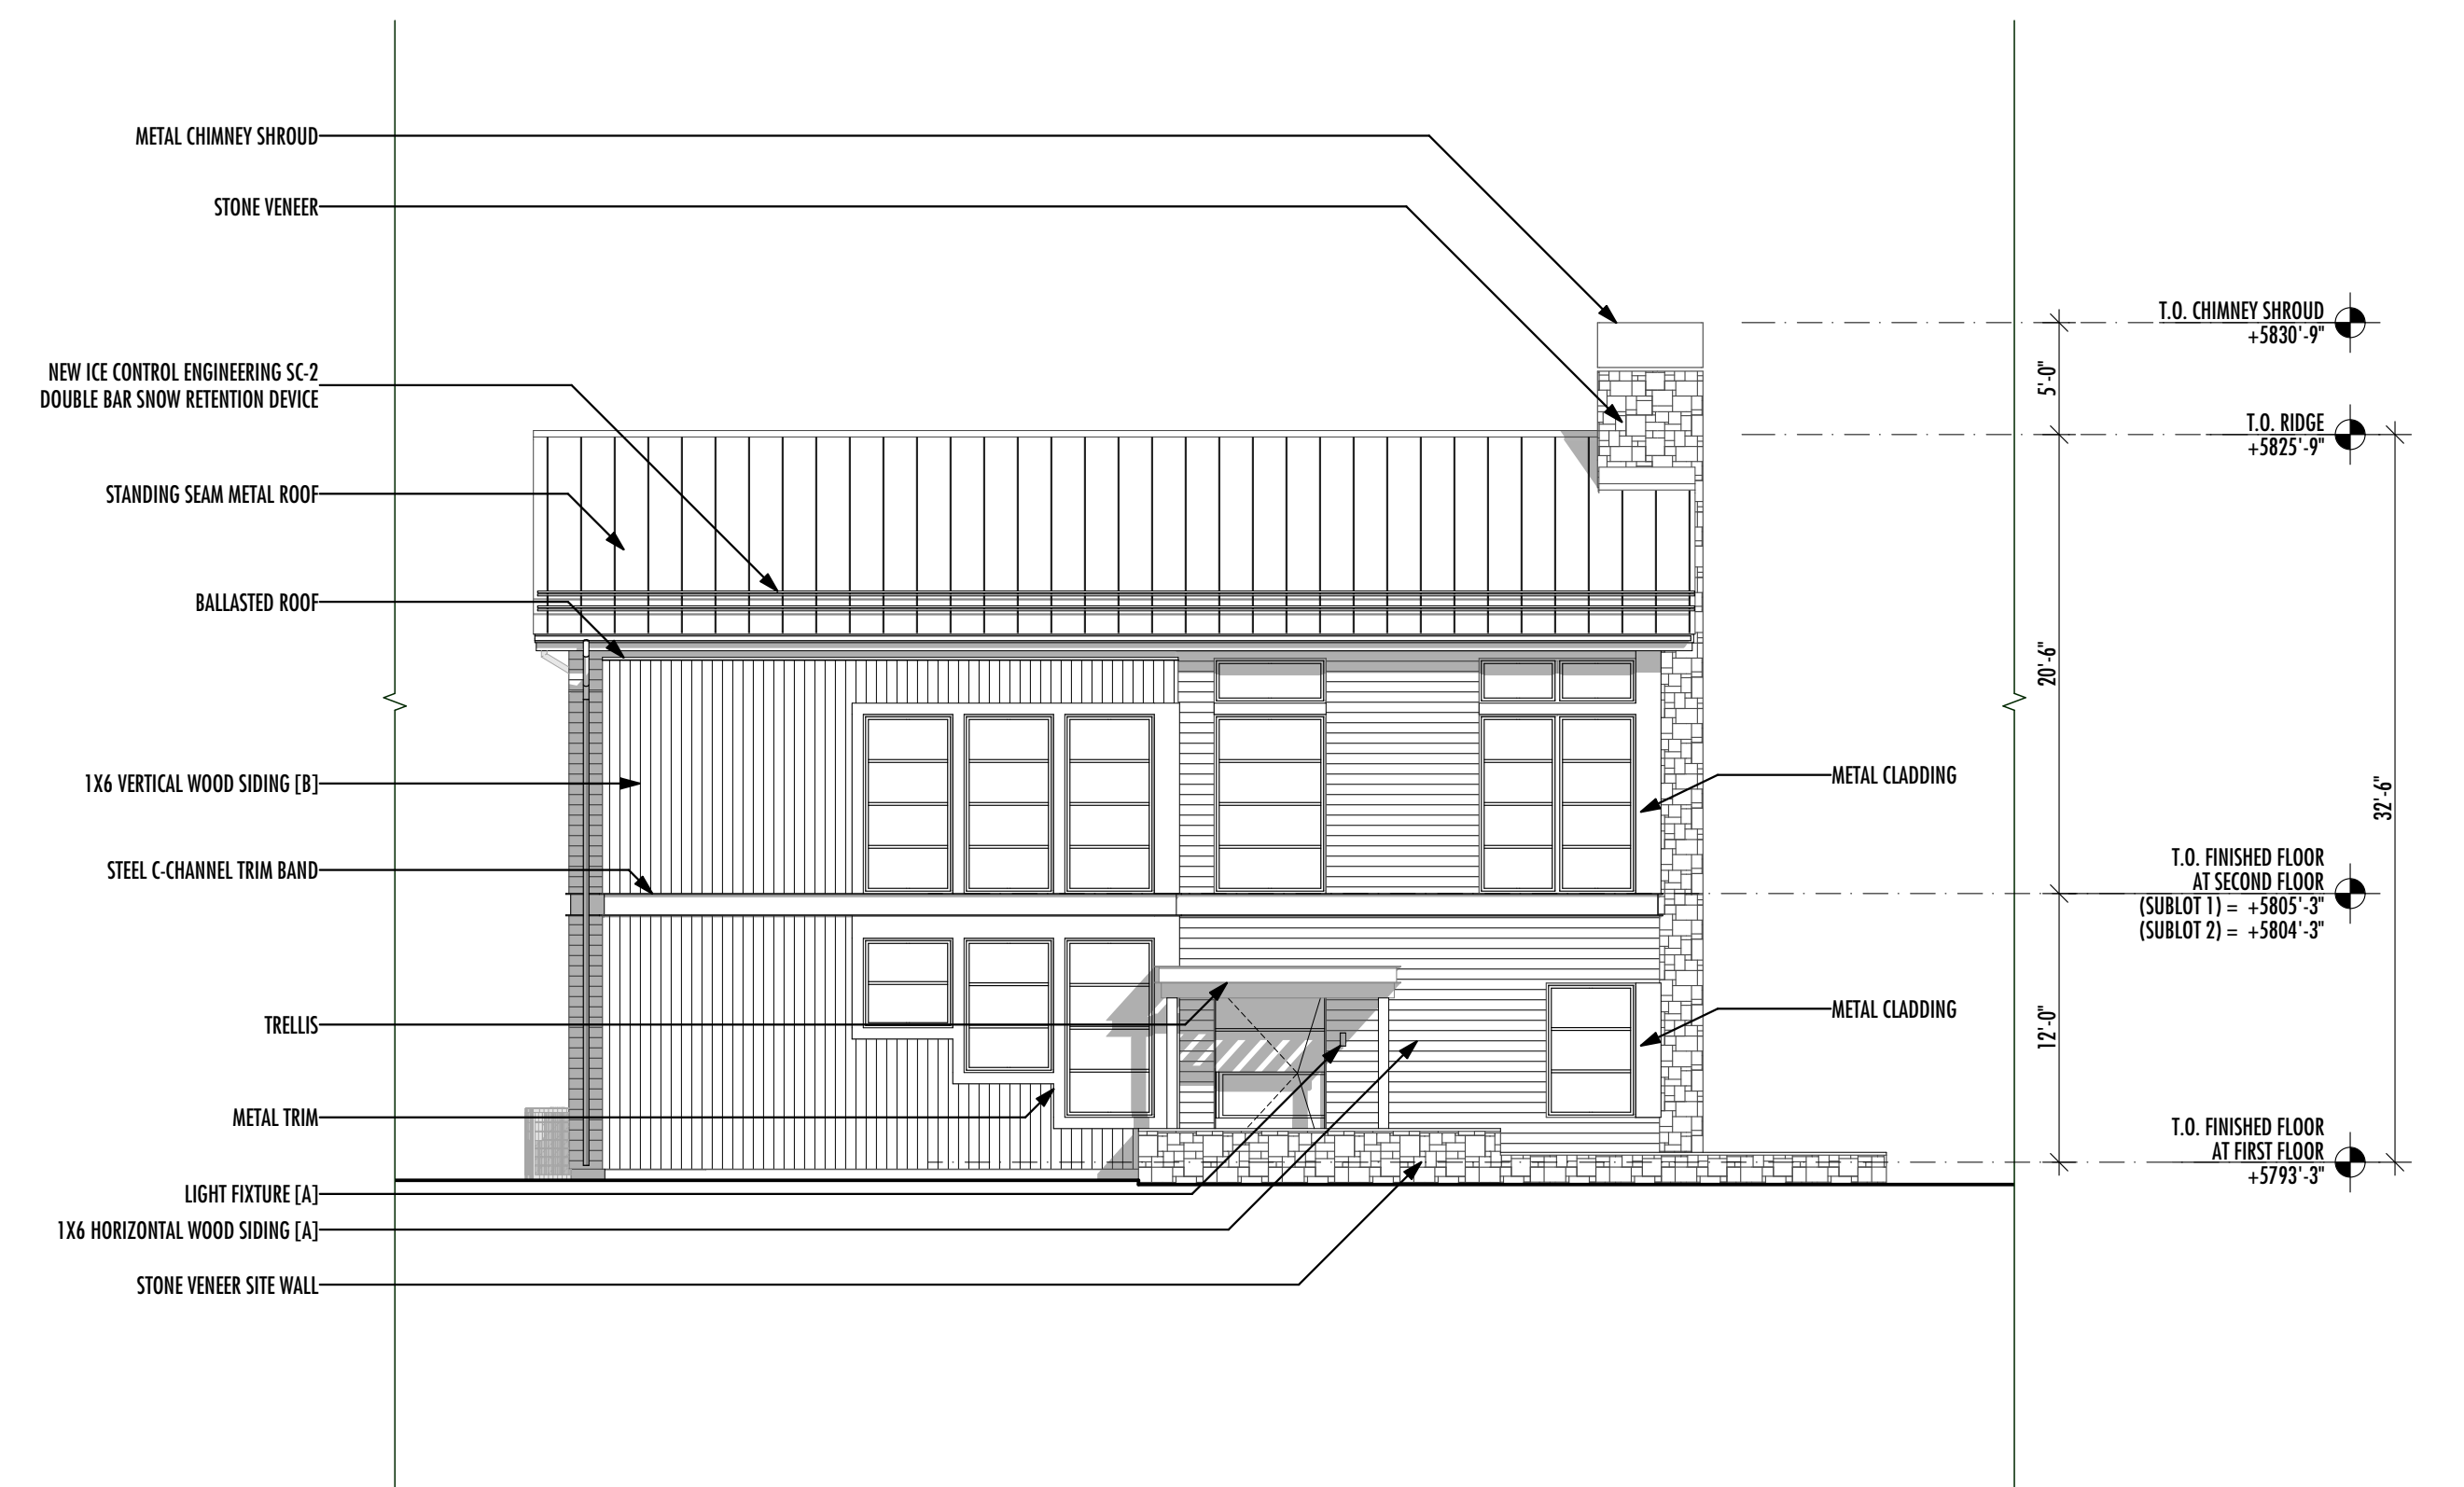 METAL CHIMNEY SHROUD
STONE VENEER
NEW ICE CONTROL ENGINEERING SC-2
DOUBLE BAR SNOW RETENTION DEVICE
STANDING SEAM METAL ROOF
BALLASTED ROOF
1X6 VERTICAL WOOD SIDING [B]
STEEL C-CHANNEL TRIM BAND
TRELLIS
METAL TRIM
LIGHT FIXTURE [A]
1X6 HORIZONTAL WOOD SIDING [A]
STONE VENEER SITE WALL
METAL CLADDING
METAL CLADDING
5'-0"
20'-6"
12'-0"
32'-6"
T.O. CHIMNEY SHROUD
+5830'-9"
T.O. RIDGE
+5825'-9"
T.O. FINISHED FLOOR
AT SECOND FLOOR
(SUBLOT 1) = +5805'-3"
(SUBLOT 2) = +5804'-3"
T.O. FINISHED FLOOR
AT FIRST FLOOR
+5793'-3"